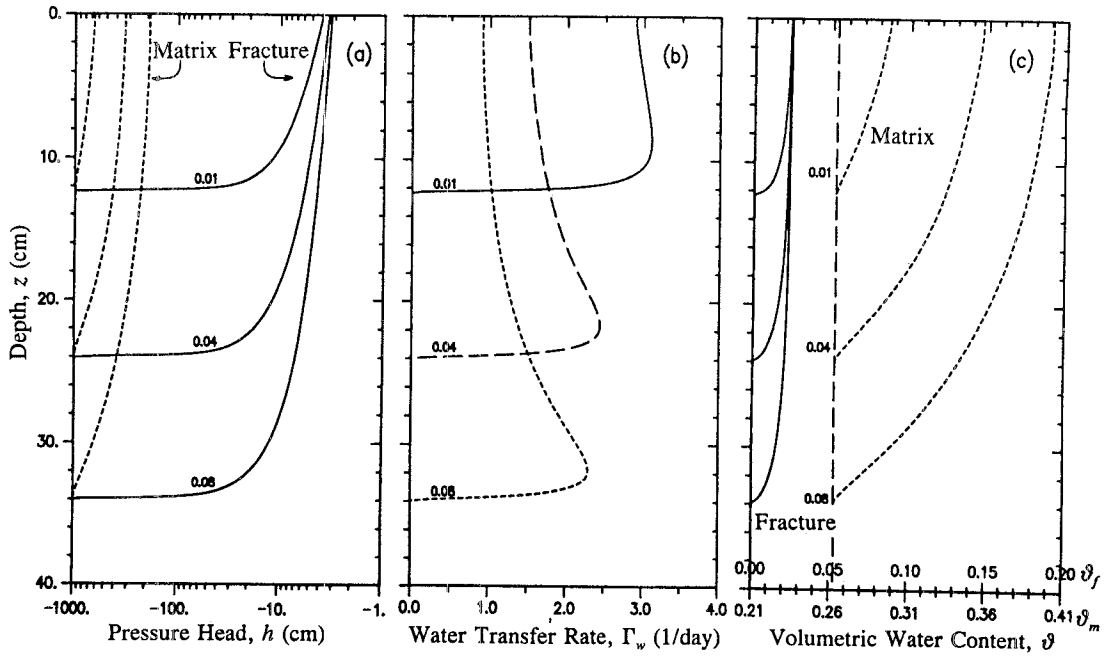 0.
10.
20.
30.
40.
Depth, z (cm)
Matrix Fracture
(a)
0.01
0.04
0.08
-1000. -100. -10. -1.
Pressure Head, h (cm)
(b)
0.01
0.04
0.08
0.0 1.0 2.0 3.0 4.0
Water Transfer Rate, Γw (1/day)
(c)
Matrix
0.01
0.04
0.08
Fracture
0.00 0.05 0.10 0.15 0.20 ϑf
0.21 0.26 0.31 0.36 0.41 ϑm
Volumetric Water Content, ϑ